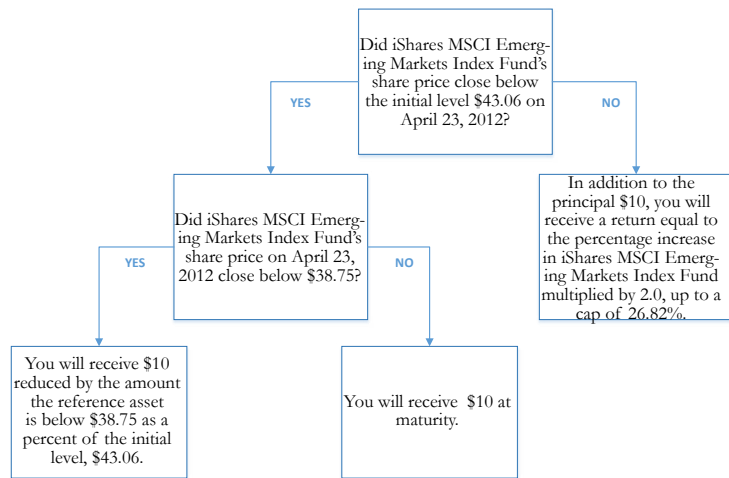 Did iShares MSCI Emerg-
ing Markets Index Fund's
share price close below
the initial level $43.06 on
April 23, 2012?
YES
NO
Did iShares MSCI Emerg-
ing Markets Index Fund's
share price on April 23,
2012 close below $38.75?
In addition to the
principal $10, you will
receive a return equal to
the percentage increase
in iShares MSCI Emerg-
ing Markets Index Fund
multiplied by 2.0, up to a
cap of 26.82%.
YES
NO
You will receive $10
reduced by the amount
the reference asset
is below $38.75 as a
percent of the initial
level, $43.06.
You will receive $10 at
maturity.